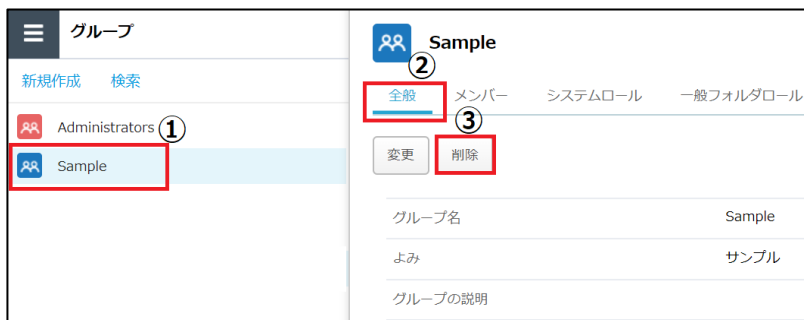 グループ
新規作成 検索
Administrators ①
Sample
Sample
②
全般 メンバー システムロール 一般フォルダロール
③
変更 削除
グループ名 Sample
よみ サンプル
グループの説明